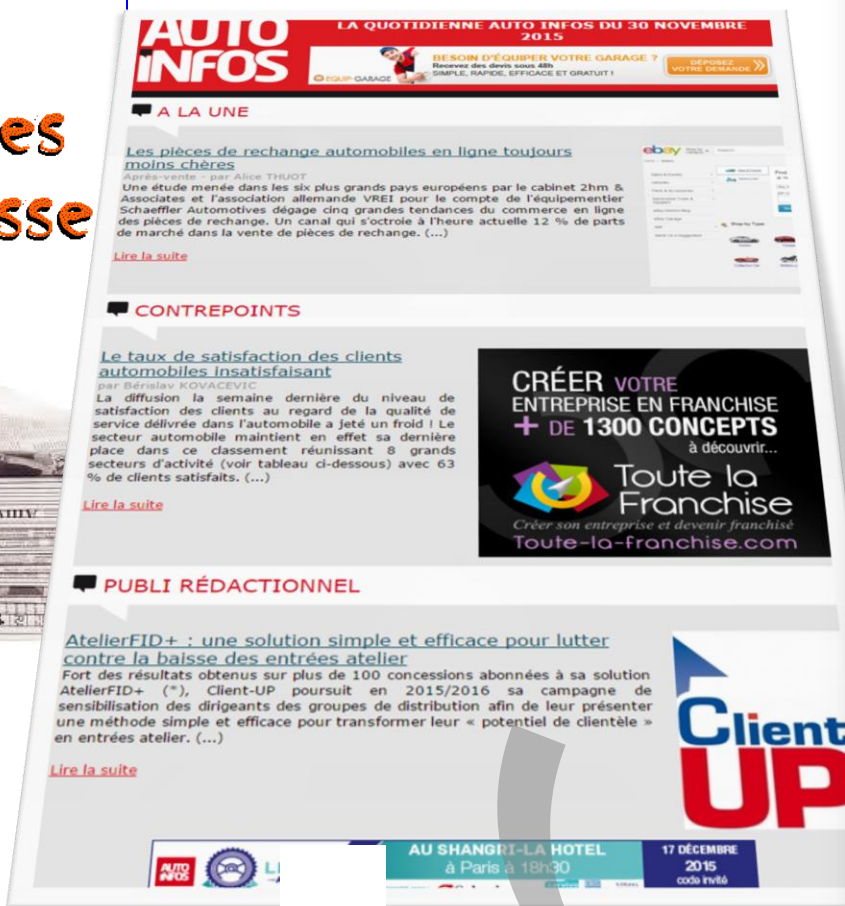 AUTO
INFOS
LA QUOTIDIENNE AUTO INFOS DU 30 NOVEMBRE
2015
EQUIP-GARAGE
BESOIN D'ÉQUIPER VOTRE GARAGE ?
Recevez des devis sous 48h
SIMPLE, RAPIDE, EFFICACE ET GRATUIT !
DÉPOSEZ
VOTRE DEMANDE
es
sse
A LA UNE
Les pièces de rechange automobiles en ligne toujours
moins chères
Après-vente - par Alice THUOT
Une étude menée dans les six plus grands pays européens par le cabinet 2hm &
Associates et l'association allemande VREI pour le compte de l'équipementier
Schaeffler Automotives dégage cinq grandes tendances du commerce en ligne
des pièces de rechange. Un canal qui s'octroie à l'heure actuelle 12 % de parts
de marché dans la vente de pièces de rechange. (...)
Lire la suite
ebay
CONTREPOINTS
Le taux de satisfaction des clients
automobiles insatisfaisant
par Bérislav KOVACEVIC
La diffusion la semaine dernière du niveau de
satisfaction des clients au regard de la qualité de
service délivrée dans l'automobile a jeté un froid ! Le
secteur automobile maintient en effet sa dernière
place dans ce classement réunissant 8 grands
secteurs d'activité (voir tableau ci-dessous) avec 63
% de clients satisfaits. (...)
Lire la suite
CRÉER VOTRE
ENTREPRISE EN FRANCHISE
+ DE 1300 CONCEPTS
à découvrir...
Toute la
Franchise
Créer son entreprise et devenir franchisé
Toute-la-franchise.com
PUBLI RÉDACTIONNEL
AtelierFID+ : une solution simple et efficace pour lutter
contre la baisse des entrées atelier
Fort des résultats obtenus sur plus de 100 concessions abonnées à sa solution
AtelierFID+ (*), Client-UP poursuit en 2015/2016 sa campagne de
sensibilisation des dirigeants des groupes de distribution afin de leur présenter
une méthode simple et efficace pour transformer leur « potentiel de clientèle »
en entrées atelier. (...)
Lire la suite
Client
UP
AUTO
INFOS
AU SHANGRI-LA HOTEL
à Paris à 18h30
17 DÉCEMBRE
2015
code invité